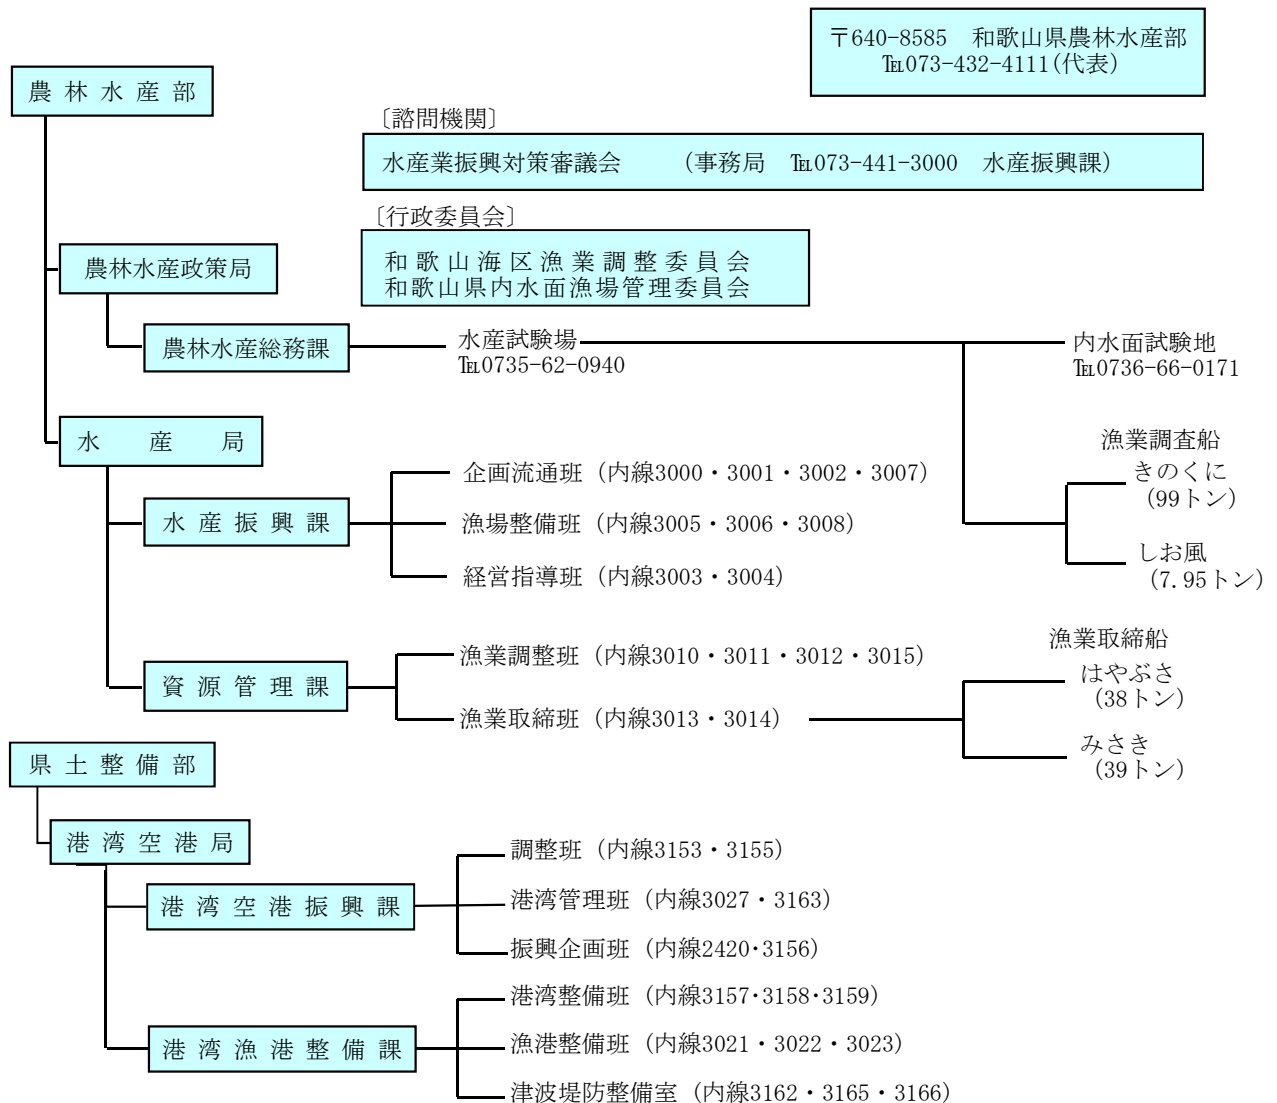 〒640-8585　和歌山県農林水産部
℡073-432-4111(代表)
農林水産部
〔諮問機関〕
水産業振興対策審議会　　（事務局　℡073-441-3000　水産振興課）
〔行政委員会〕
和歌山海区漁業調整委員会
和歌山県内水面漁場管理委員会
農林水産政策局
農林水産総務課
水産試験場
℡0735-62-0940
内水面試験地
℡0736-66-0171
水産局
漁業調査船
きのくに
（99トン）
しお風
（7.95トン）
企画流通班（内線3000・3001・3002・3007）
水産振興課
漁場整備班（内線3005・3006・3008）
経営指導班（内線3003・3004）
漁業調整班（内線3010・3011・3012・3015）
資源管理課
漁業取締班（内線3013・3014）
漁業取締船
はやぶさ
（38トン）
みさき
（39トン）
県土整備部
港湾空港局
調整班（内線3153・3155）
港湾空港振興課
港湾管理班（内線3027・3163）
振興企画班（内線2420･3156）
港湾整備班（内線3157･3158･3159）
港湾漁港整備課
漁港整備班（内線3021・3022・3023）
津波堤防整備室（内線3162・3165・3166）